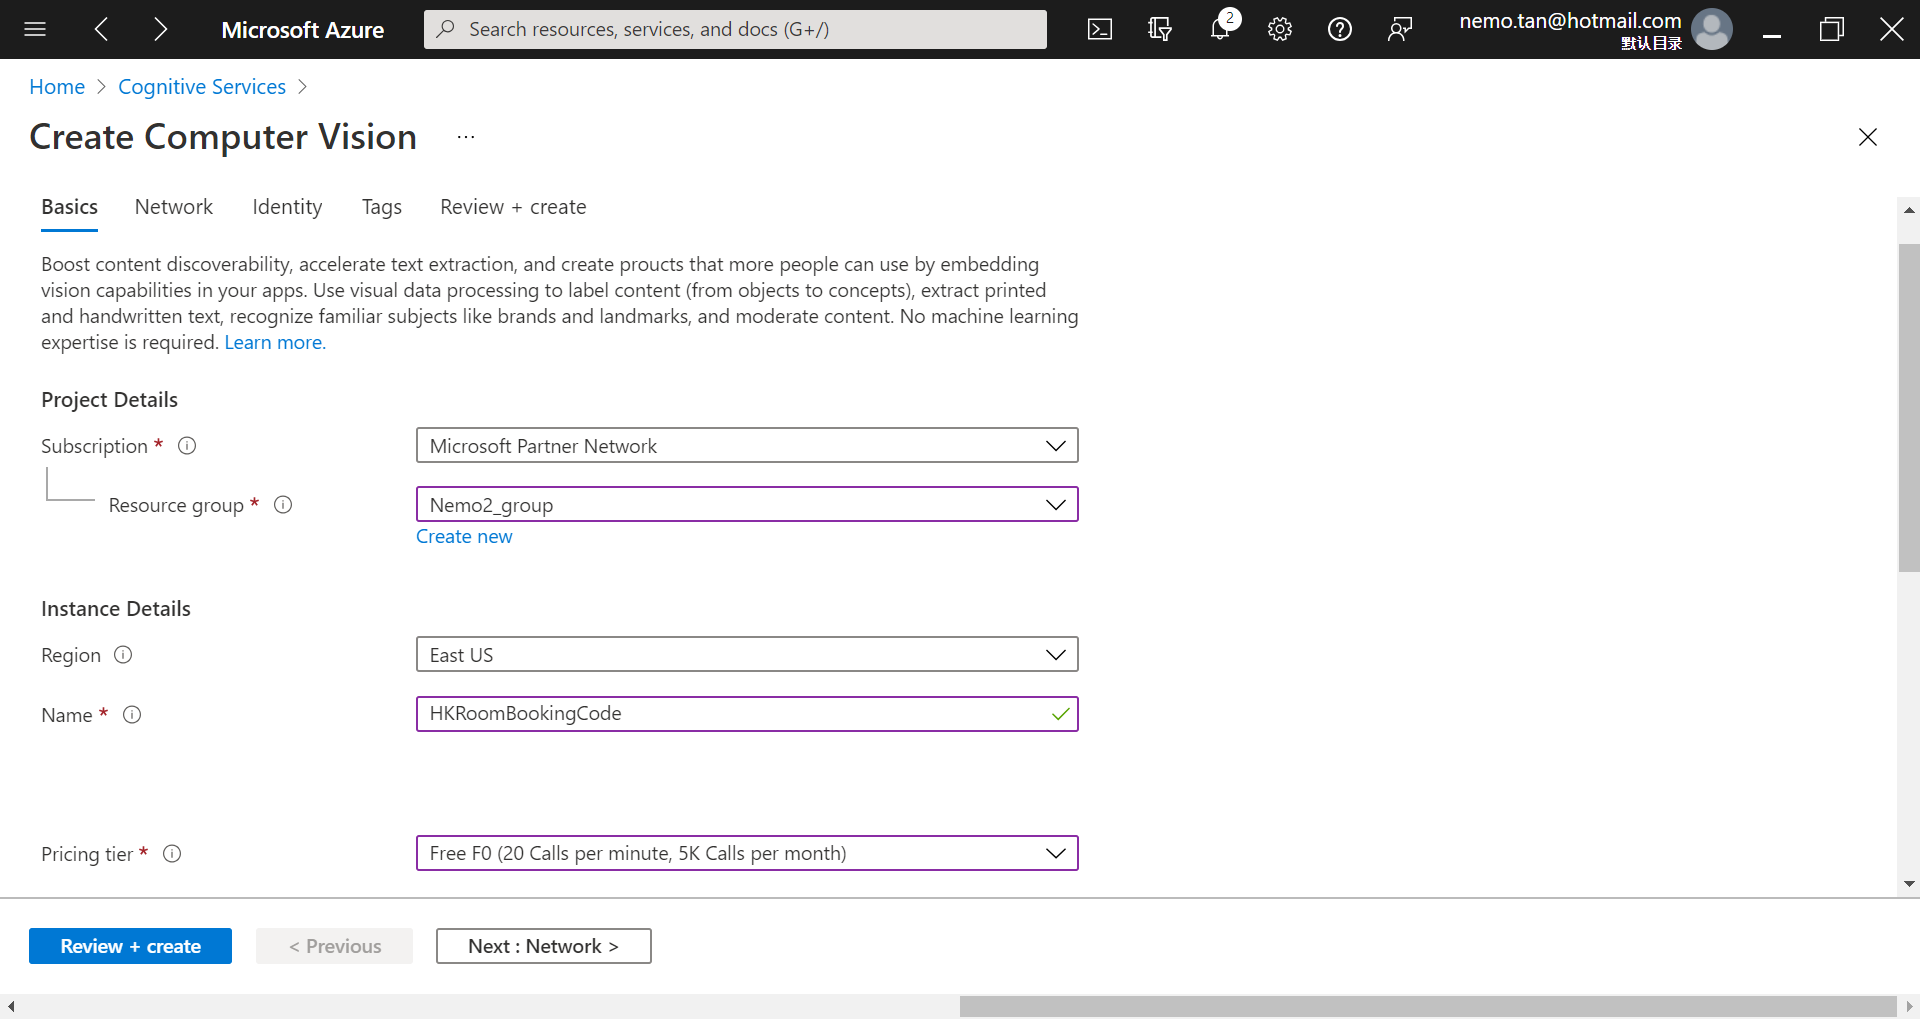 Microsoft Azure
Search resources, services, and docs (G+/)
2
nemo.tan@hotmail.com
默认目录
Home > Cognitive Services >
Create Computer Vision ...
Basics Network Identity Tags Review + create
Boost content discoverability, accelerate text extraction, and create proucts that more people can use by embedding
vision capabilities in your apps. Use visual data processing to label content (from objects to concepts), extract printed
and handwritten text, recognize familiar subjects like brands and landmarks, and moderate content. No machine learning
expertise is required. Learn more.
Project Details
Subscription * Microsoft Partner Network
Resource group * Nemo2_group
Create new
Instance Details
Region East US
Name * HKRoomBookingCode
Pricing tier * Free F0 (20 Calls per minute, 5K Calls per month)
Review + create < Previous Next : Network >